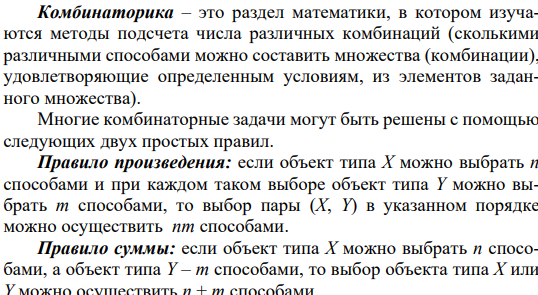 Комбинаторика – это раздел математики, в котором изуча-
ются методы подсчета числа различных комбинаций (сколькими
различными способами можно составить множества (комбинации),
удовлетворяющие определенным условиям, из элементов задан-
ного множества).
Многие комбинаторные задачи могут быть решены с помощью
следующих двух простых правил.
Правило произведения: если объект типа X можно выбрать n
способами и при каждом таком выборе объект типа Y можно вы-
брать m способами, то выбор пары (X, Y) в указанном порядке
можно осуществить nm способами.
Правило суммы: если объект типа X можно выбрать n спосо-
бами, а объект типа Y – m способами, то выбор объекта типа X или
Y можно осуществить n + m способами